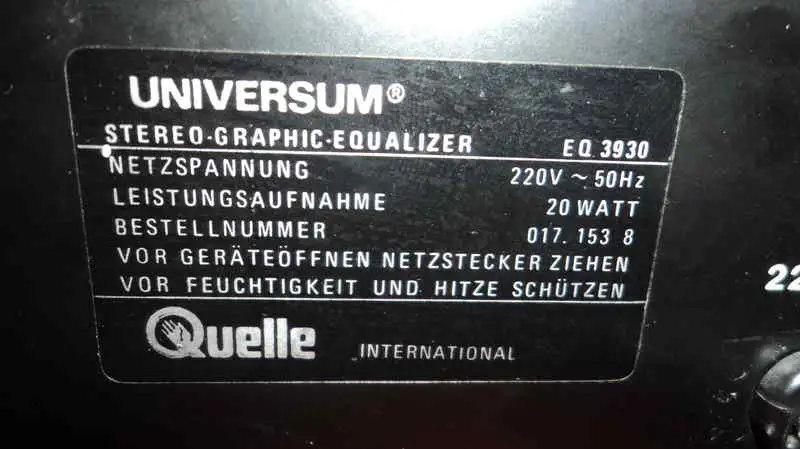 UNIVERSUM®
STEREO-GRAPHIC-EQUALIZER EQ 3930
NETZSPANNUNG 220V ~ 50Hz
LEISTUNGSAUFNAHME 20 WATT
BESTELLNUMMER 017. 153 8
VOR GERÄTEÖFFNEN NETZSTECKER ZIEHEN
VOR FEUCHTIGKEIT UND HITZE SCHÜTZEN
Quelle INTERNATIONAL
22